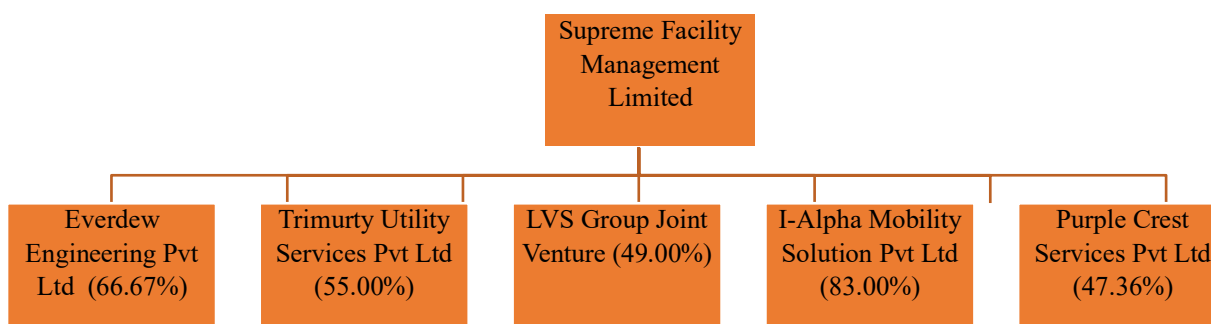 Supreme Facility
Management
Limited
Everdew
Engineering Pvt
Ltd (66.67%)
Trimurty Utility
Services Pvt Ltd
(55.00%)
LVS Group Joint
Venture (49.00%)
I-Alpha Mobility
Solution Pvt Ltd
(83.00%)
Purple Crest
Services Pvt Ltd
(47.36%)